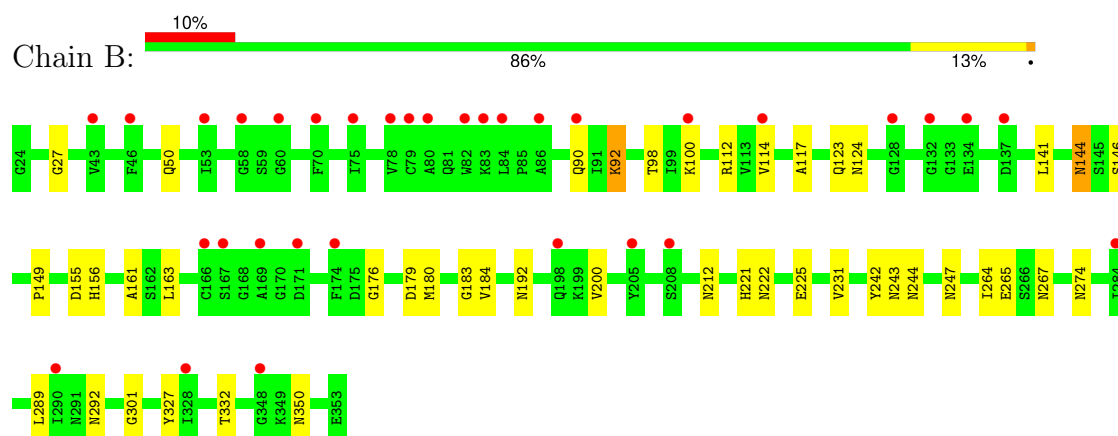 10%
Chain B:
86% 13% •
G24 G27 V43 F46 Q50 I53 G58 S59 G60 F70 I75 V78 C79 A80 Q81 W82 K83 L84 P85 A86 Q90 I91 K92 T98 I99 K100 R112 V113 V114 A117 Q123 N124 G128 G132 G133 E134 D137 L141 N144 S145 S146
P149 D155 H156 A161 S162 L163 C166 S167 G168 A169 G170 D171 F174 D175 G176 D179 M180 G183 V184 N192 Q198 K199 V200 Y205 S208 N212 H221 N222 E225 V231 Y242 N243 N244 N247 I264 E265 S266 N267 N274 I284
L289 I290 N291 N292 G301 Y327 I328 T332 G348 K349 N350 E353